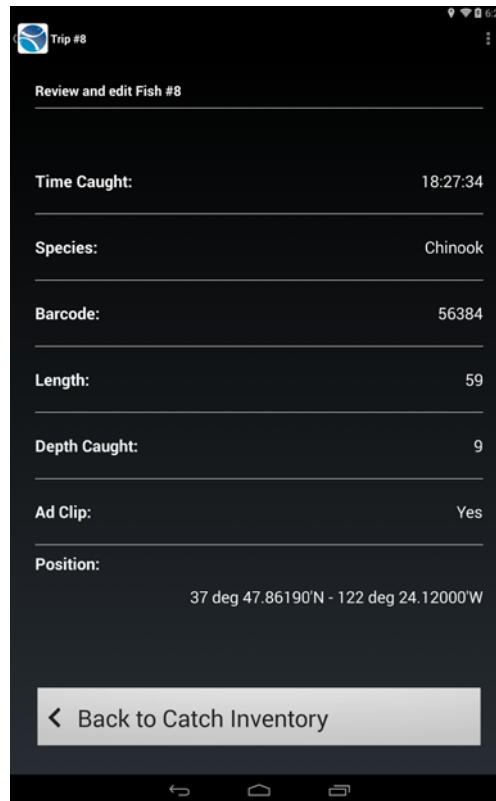 Trip #8
Review and edit Fish #8
Time Caught: 18:27:34
Species: Chinook
Barcode: 56384
Length: 59
Depth Caught: 9
Ad Clip: Yes
Position:
37 deg 47.86190'N - 122 deg 24.12000'W
Back to Catch Inventory